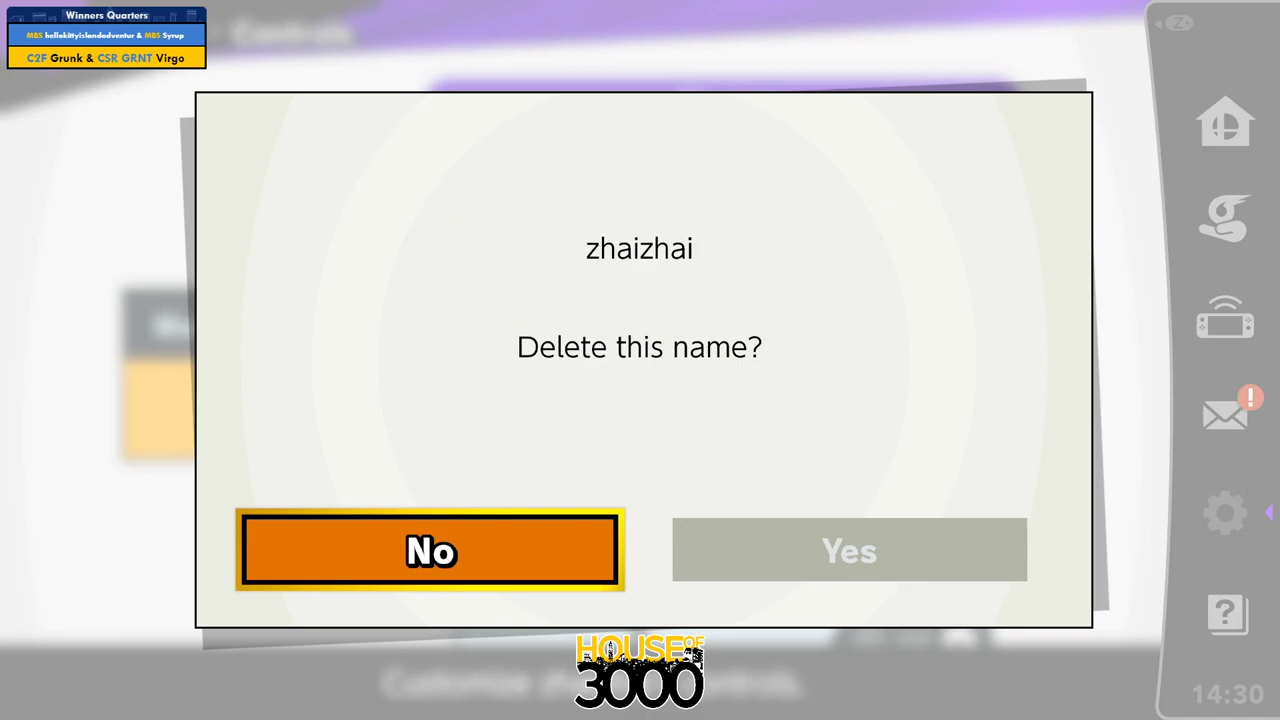 Winners Quarters
MBS hellokittyislandadventur & MBS Syrup
C2F Grunk & CSR GRNT Virgo
Controls
Z
zhaizhai
Delete this name?
No
Yes
HOUSE OF
3000
14:30